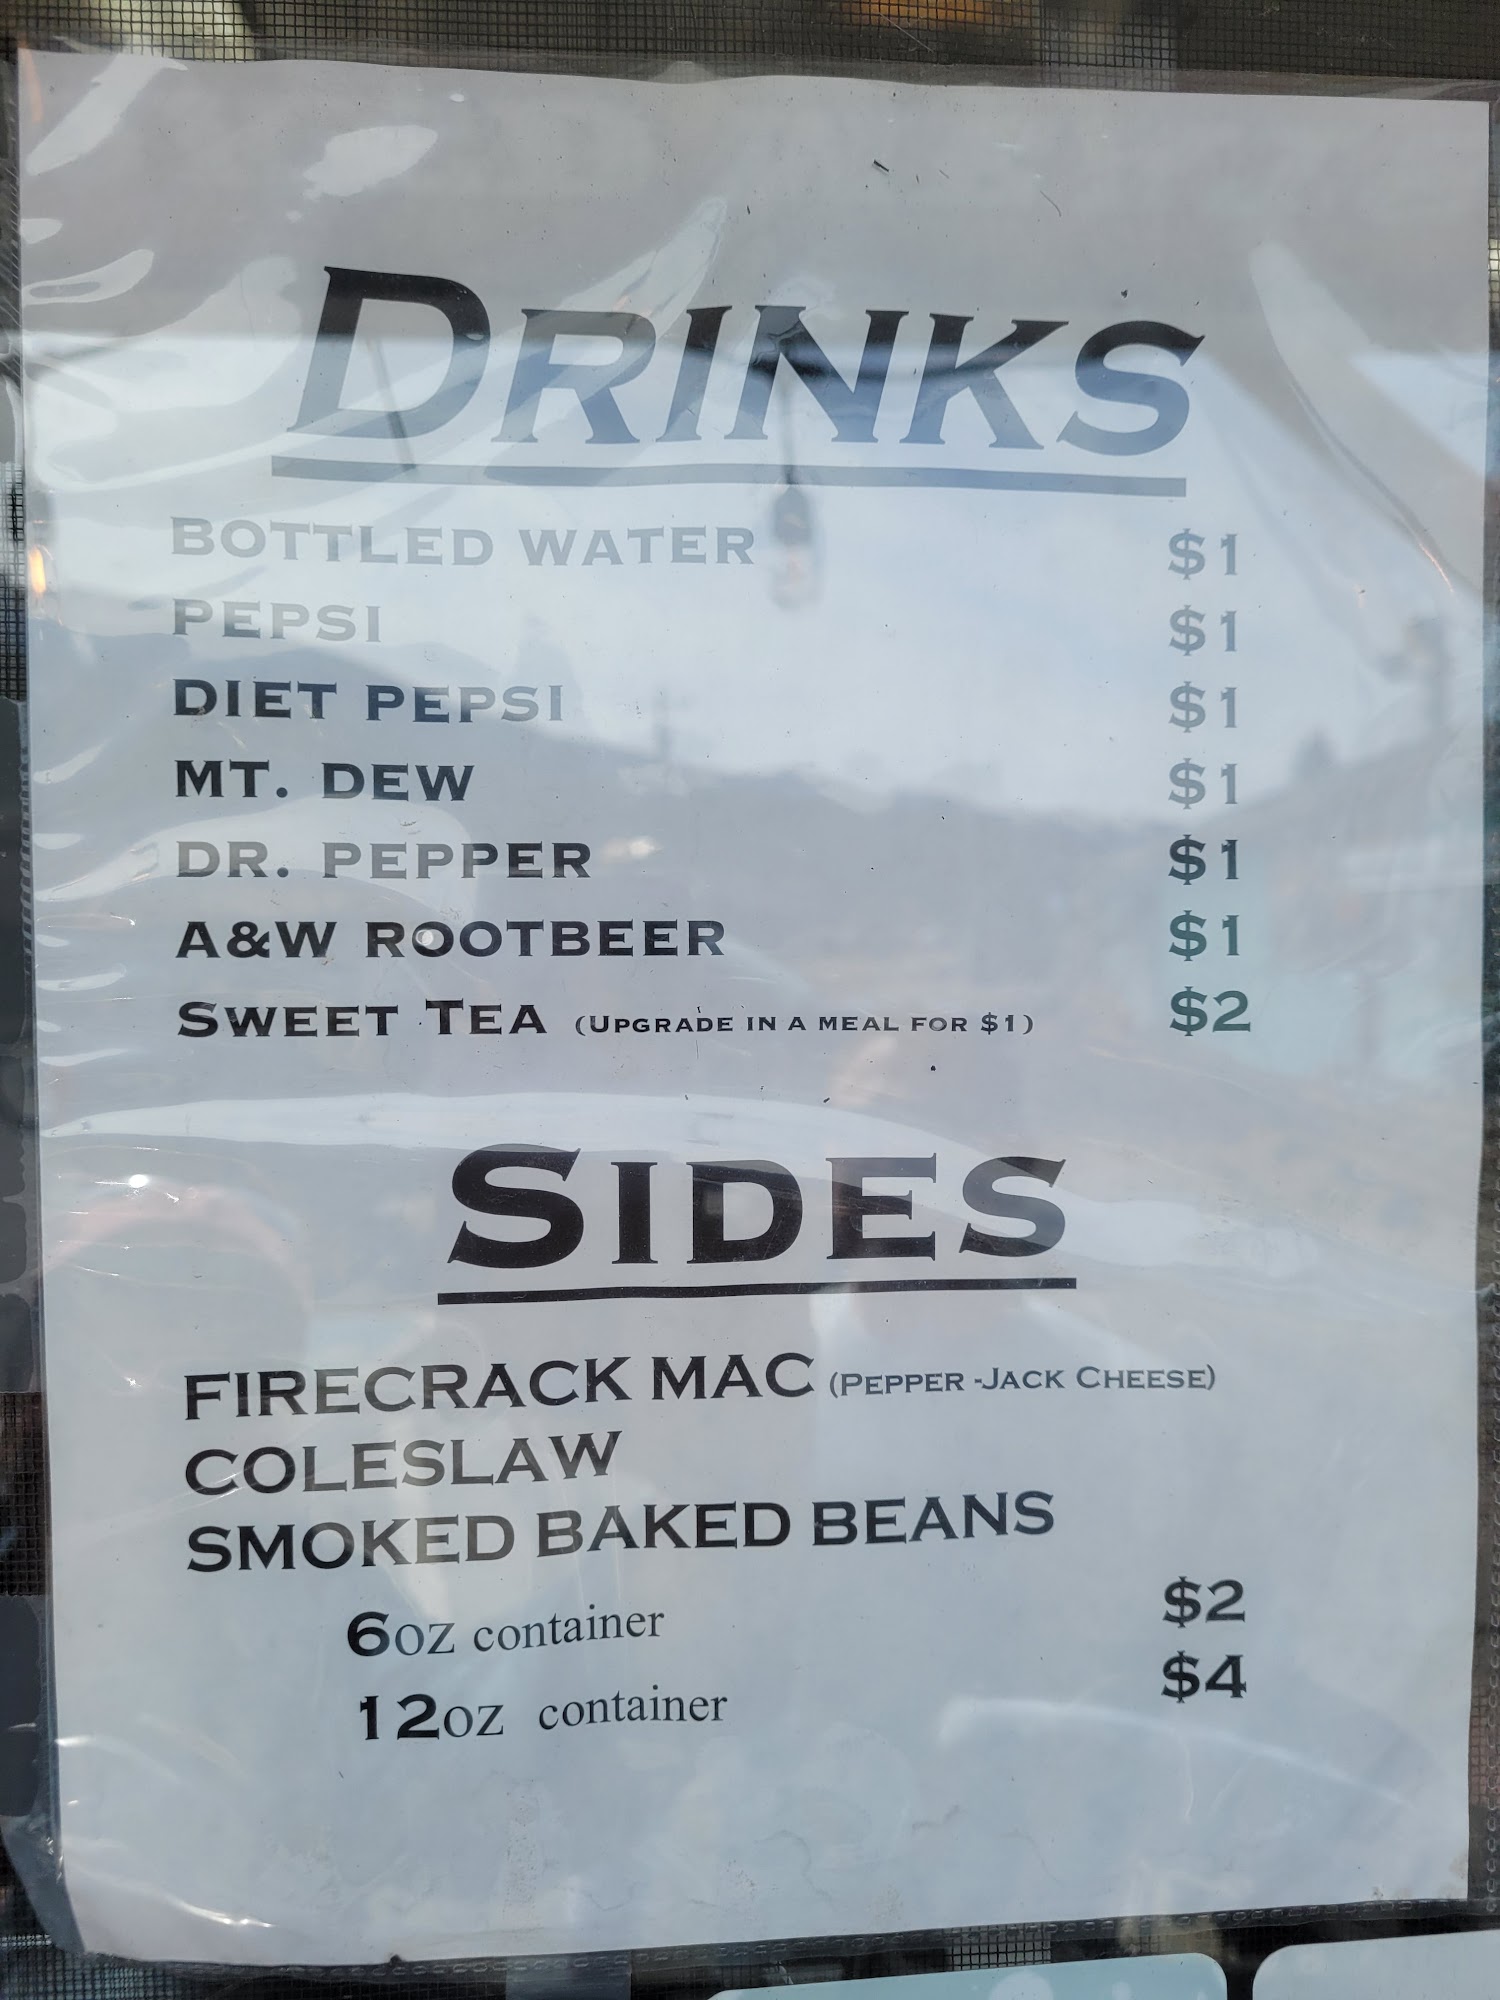 DRINKS
BOTTLED WATER $1
PEPSI $1
DIET PEPSI $1
MT. DEW $1
DR. PEPPER $1
A&W ROOTBEER $1
SWEET TEA (UPGRADE IN A MEAL FOR $1) $2
SIDES
FIRECRACK MAC (PEPPER -JACK CHEESE)
COLESLAW
SMOKED BAKED BEANS
6oz container $2
12oz container $4